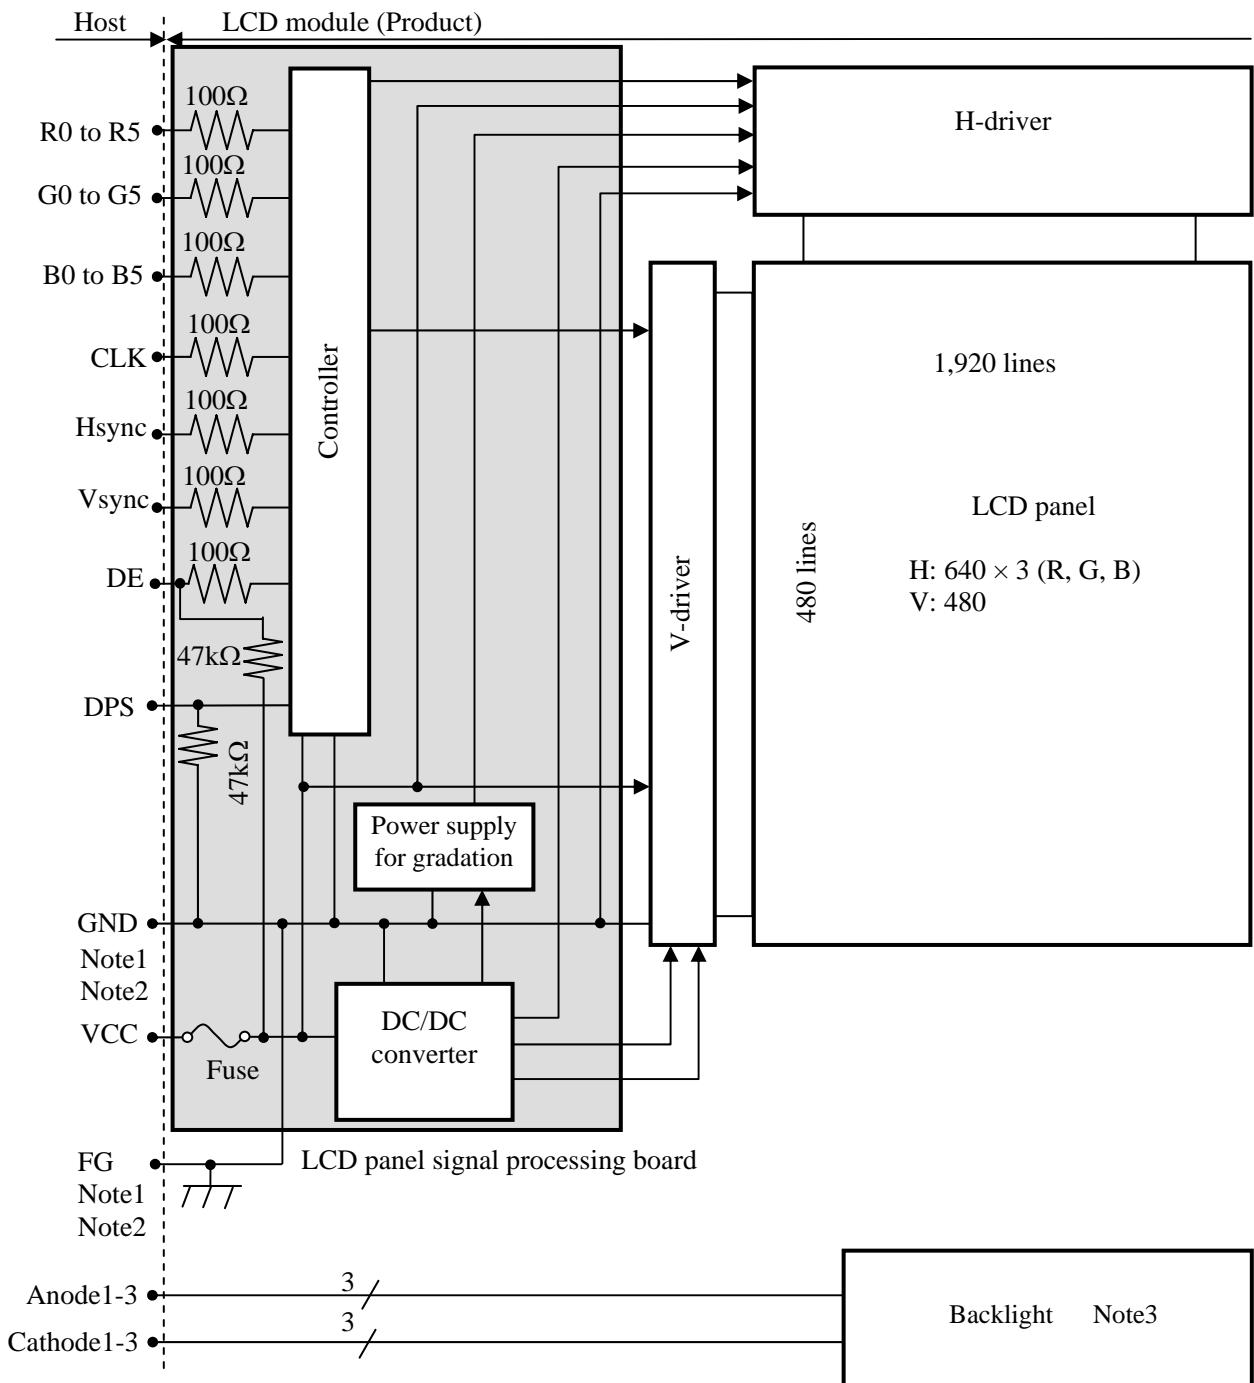 Host
LCD module (Product)
100Ω
R0 to R5
100Ω
G0 to G5
100Ω
B0 to B5
100Ω
CLK
100Ω
Hsync
100Ω
Vsync
100Ω
DE
47kΩ
DPS
47kΩ
Controller
H-driver
V-driver
1,920 lines
480 lines
LCD panel
H: 640 × 3 (R, G, B)
V: 480
Power supply
for gradation
GND
Note1
Note2
VCC
Fuse
DC/DC
converter
FG
Note1
Note2
LCD panel signal processing board
Anode1-3
3
Cathode1-3
3
Backlight Note3